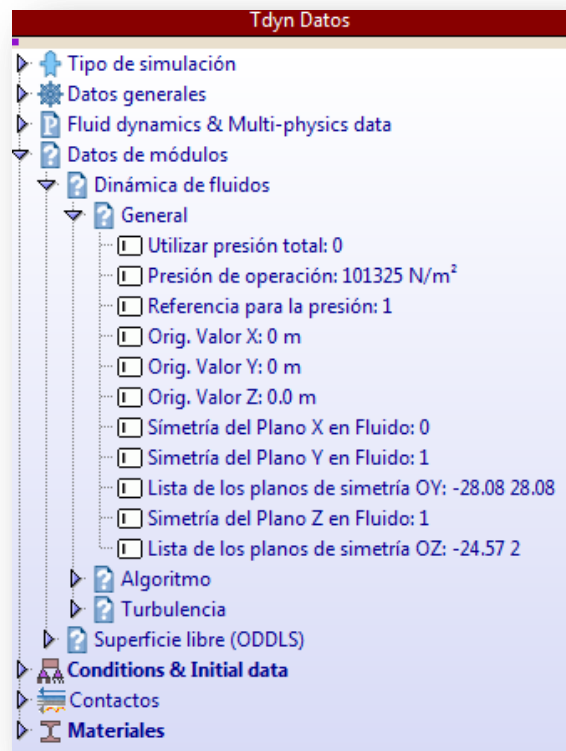 Tdyn Datos
Tipo de simulación
Datos generales
Fluid dynamics & Multi-physics data
Datos de módulos
Dinámica de fluidos
General
Utilizar presión total: 0
Presión de operación: 101325 N/m²
Referencia para la presión: 1
Orig. Valor X: 0 m
Orig. Valor Y: 0 m
Orig. Valor Z: 0.0 m
Símetría del Plano X en Fluido: 0
Simetría del Plano Y en Fluido: 1
Lista de los planos de simetría OY: -28.08 28.08
Simetría del Plano Z en Fluido: 1
Lista de los planos de simetría OZ: -24.57 2
Algoritmo
Turbulencia
Superficie libre (ODDLS)
Conditions & Initial data
Contactos
Materiales